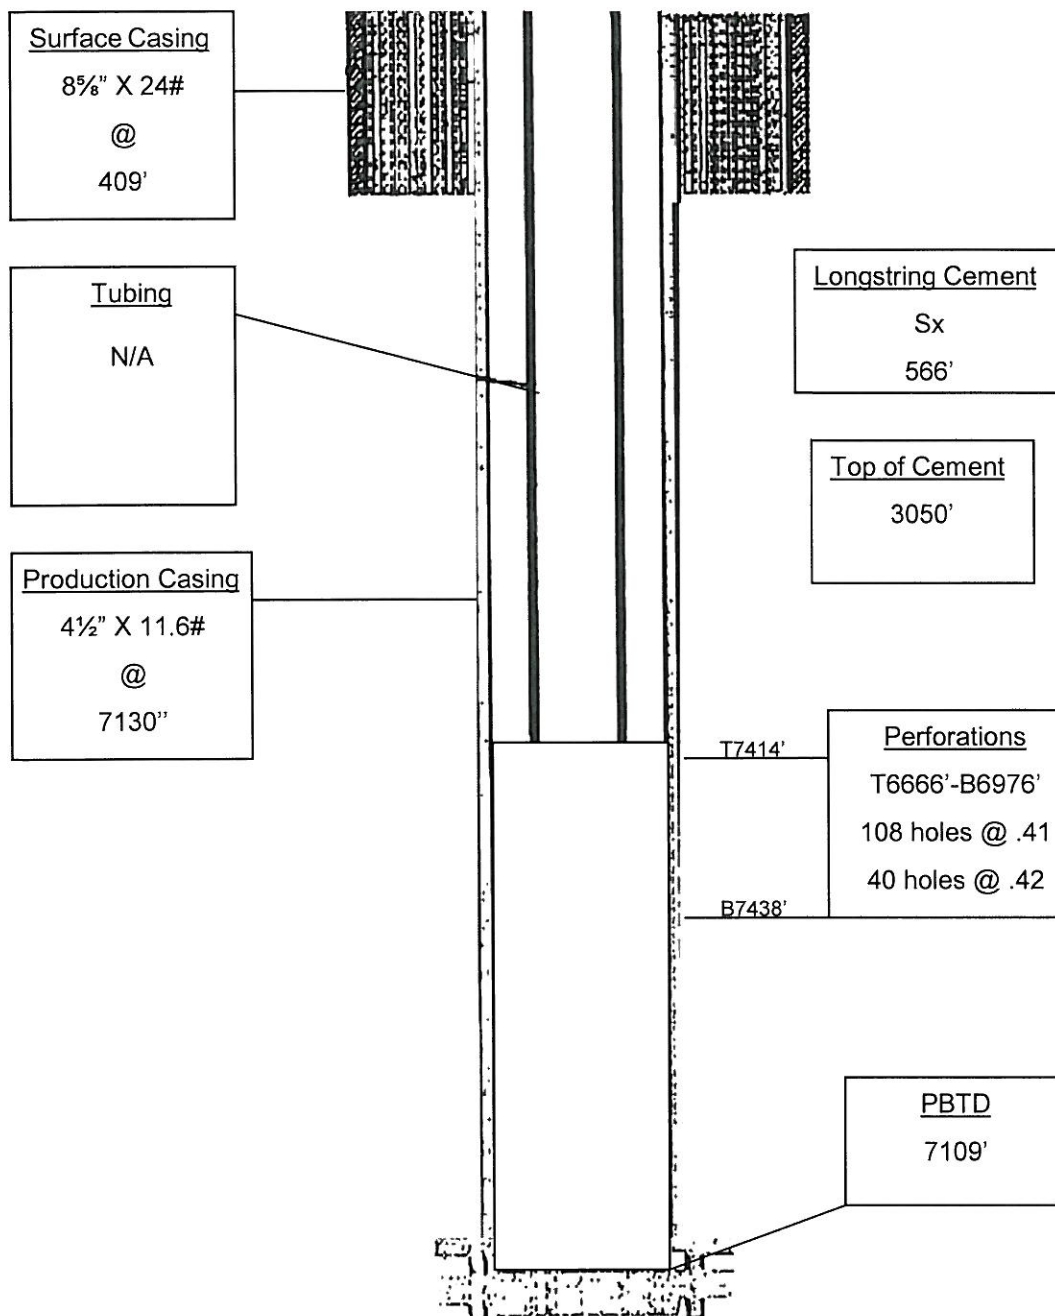 Surface Casing
8⅝" X 24#
@
409'
Tubing
N/A
Longstring Cement
Sx
566'
Top of Cement
3050'
Production Casing
4½" X 11.6#
@
7130''
T7414'
B7438'
Perforations
T6666'-B6976'
108 holes @ .41
40 holes @ .42
PBTD
7109'